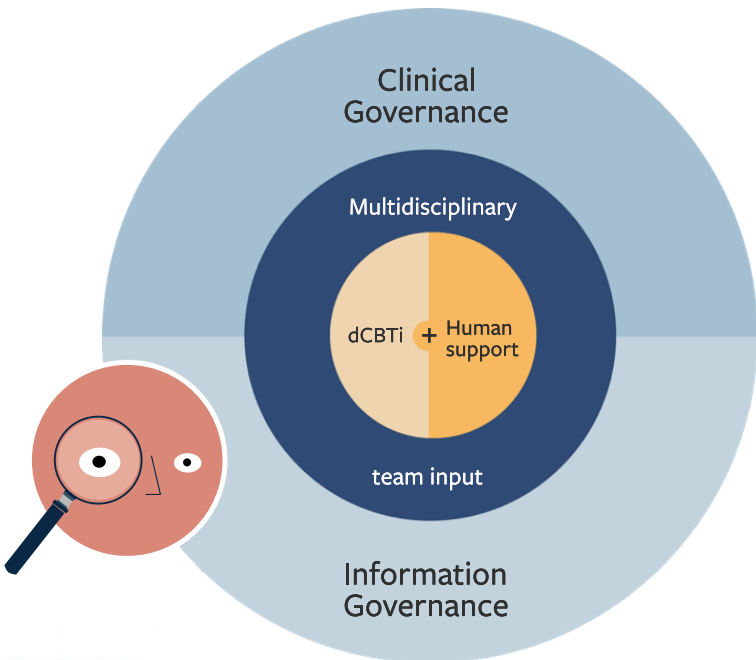 Clinical
Governance
Multidisciplinary
dCBTi + Human
support
team input
Information
Governance